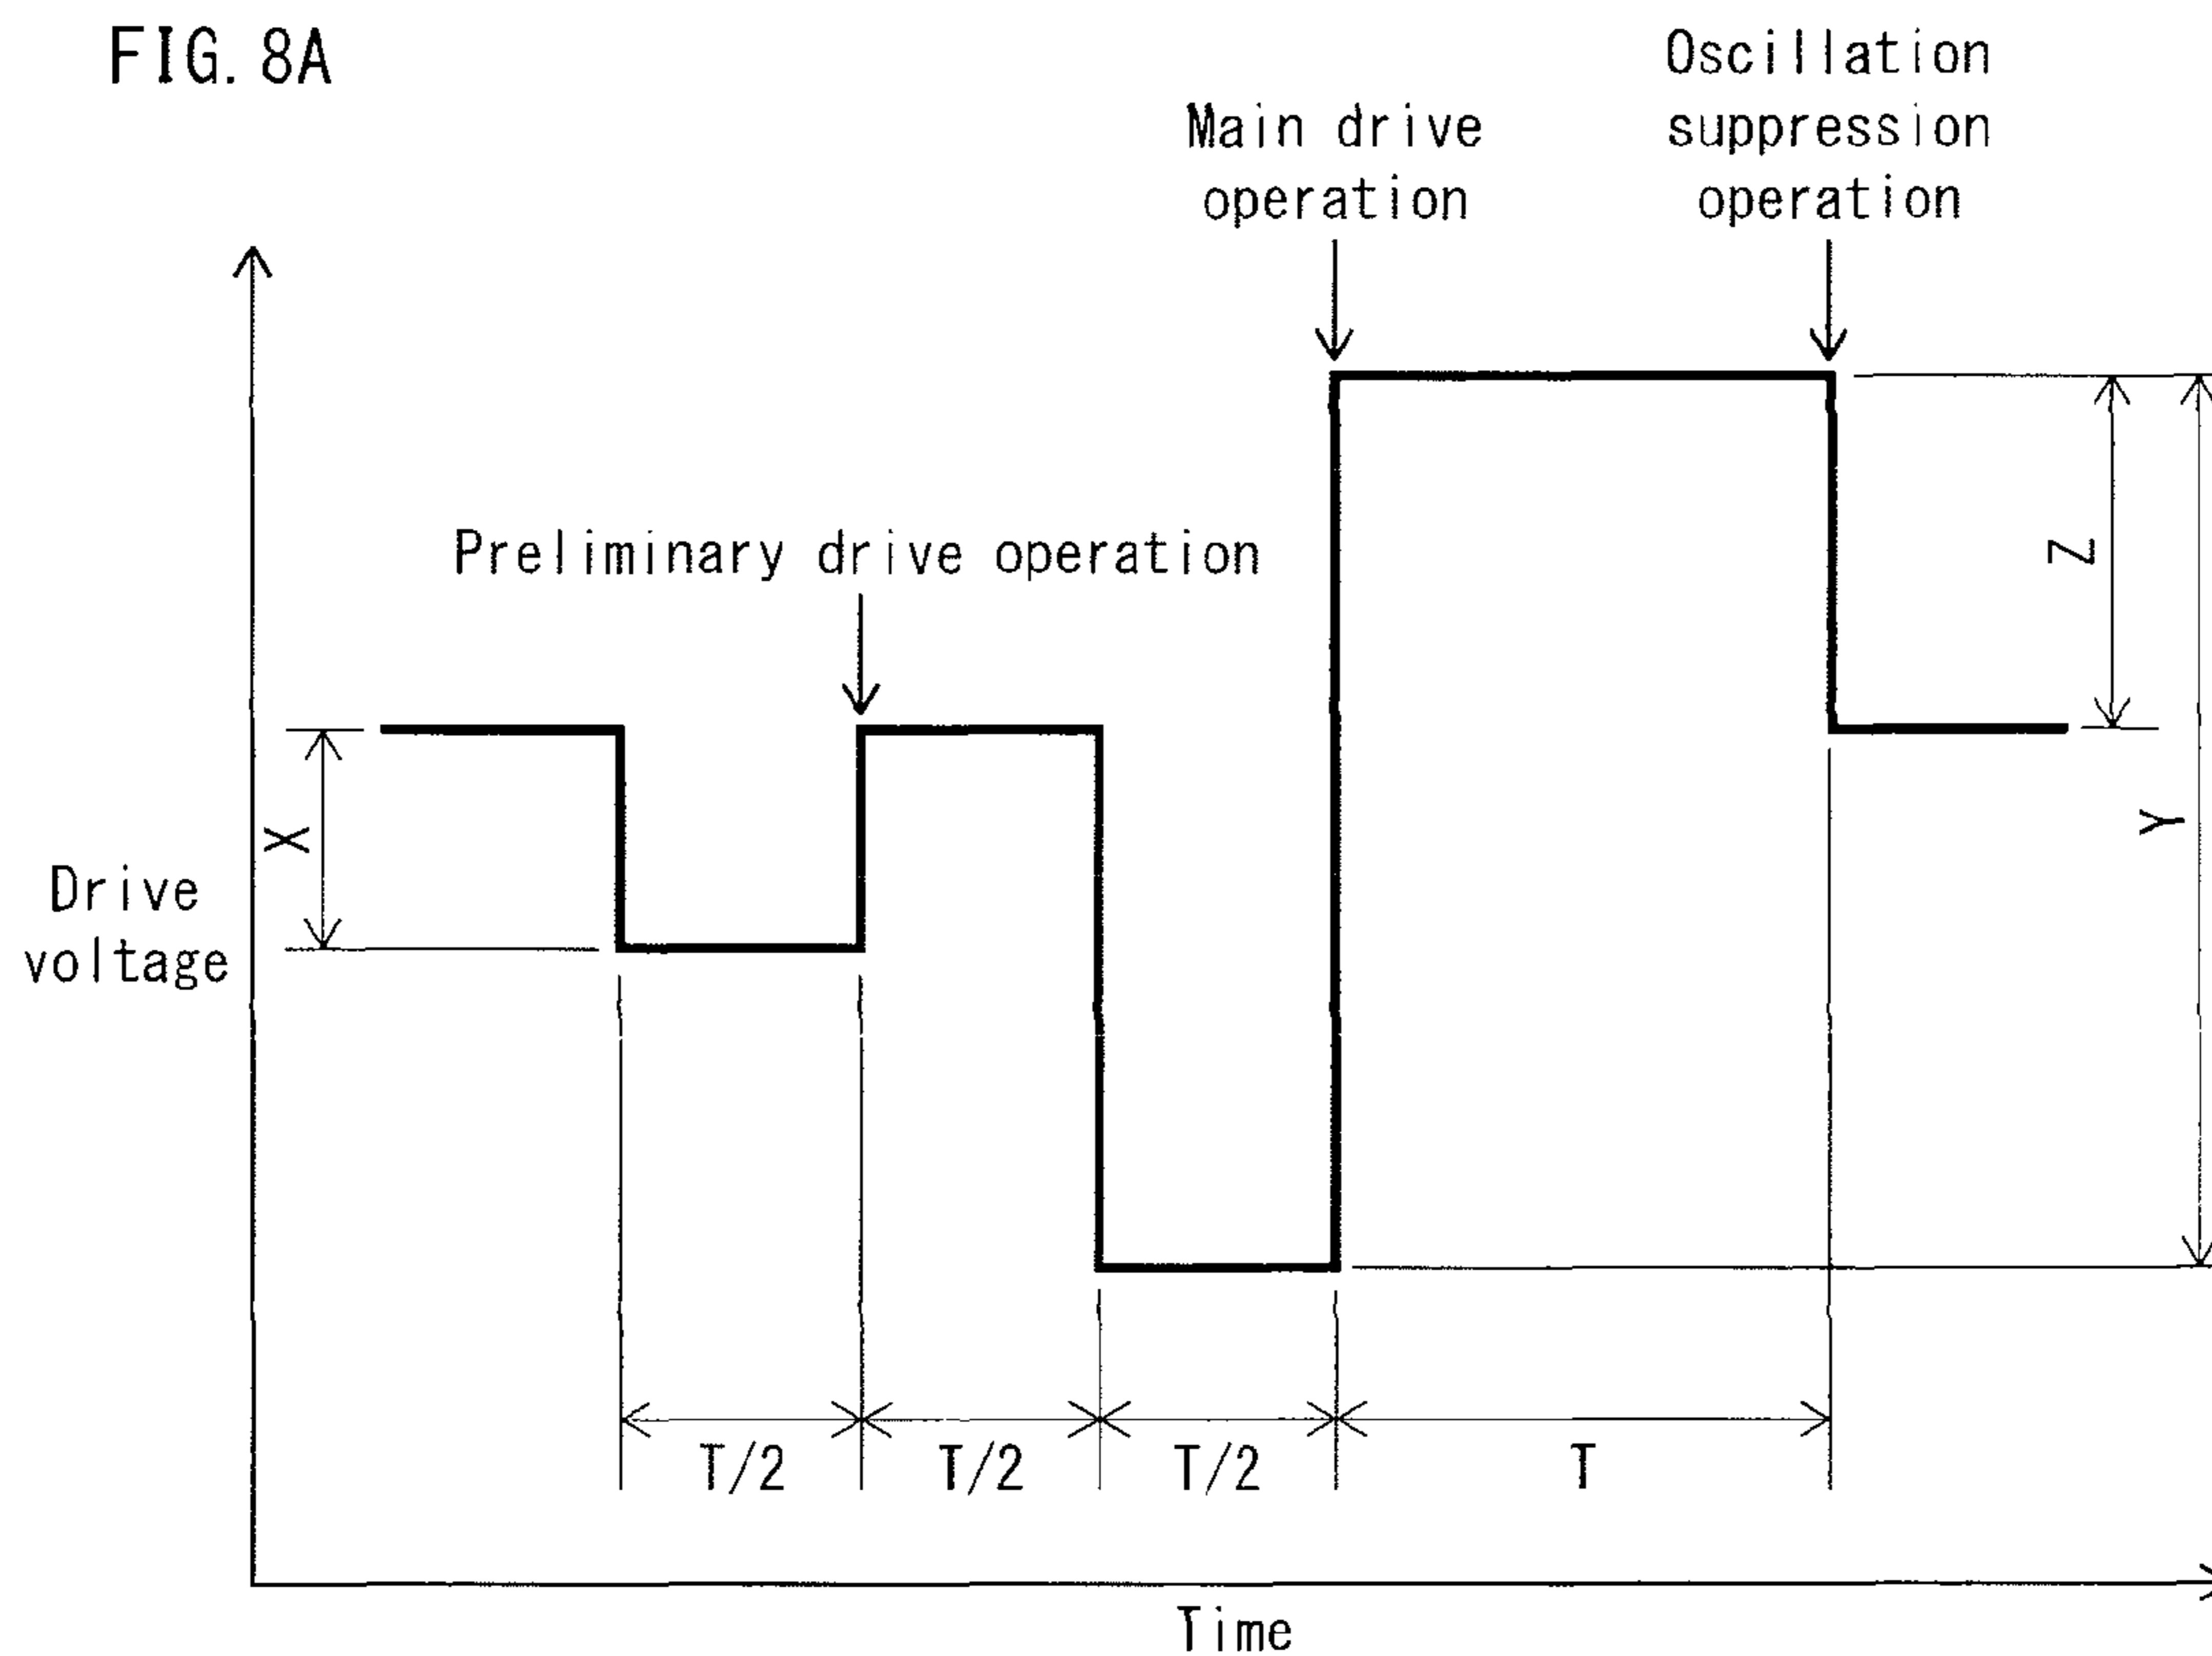 FIG. 8A
Oscillation
suppression
operation
Main drive
operation
Preliminary drive operation
Z
X
Y
Drive
voltage
T/2
T/2
T/2
T
Time